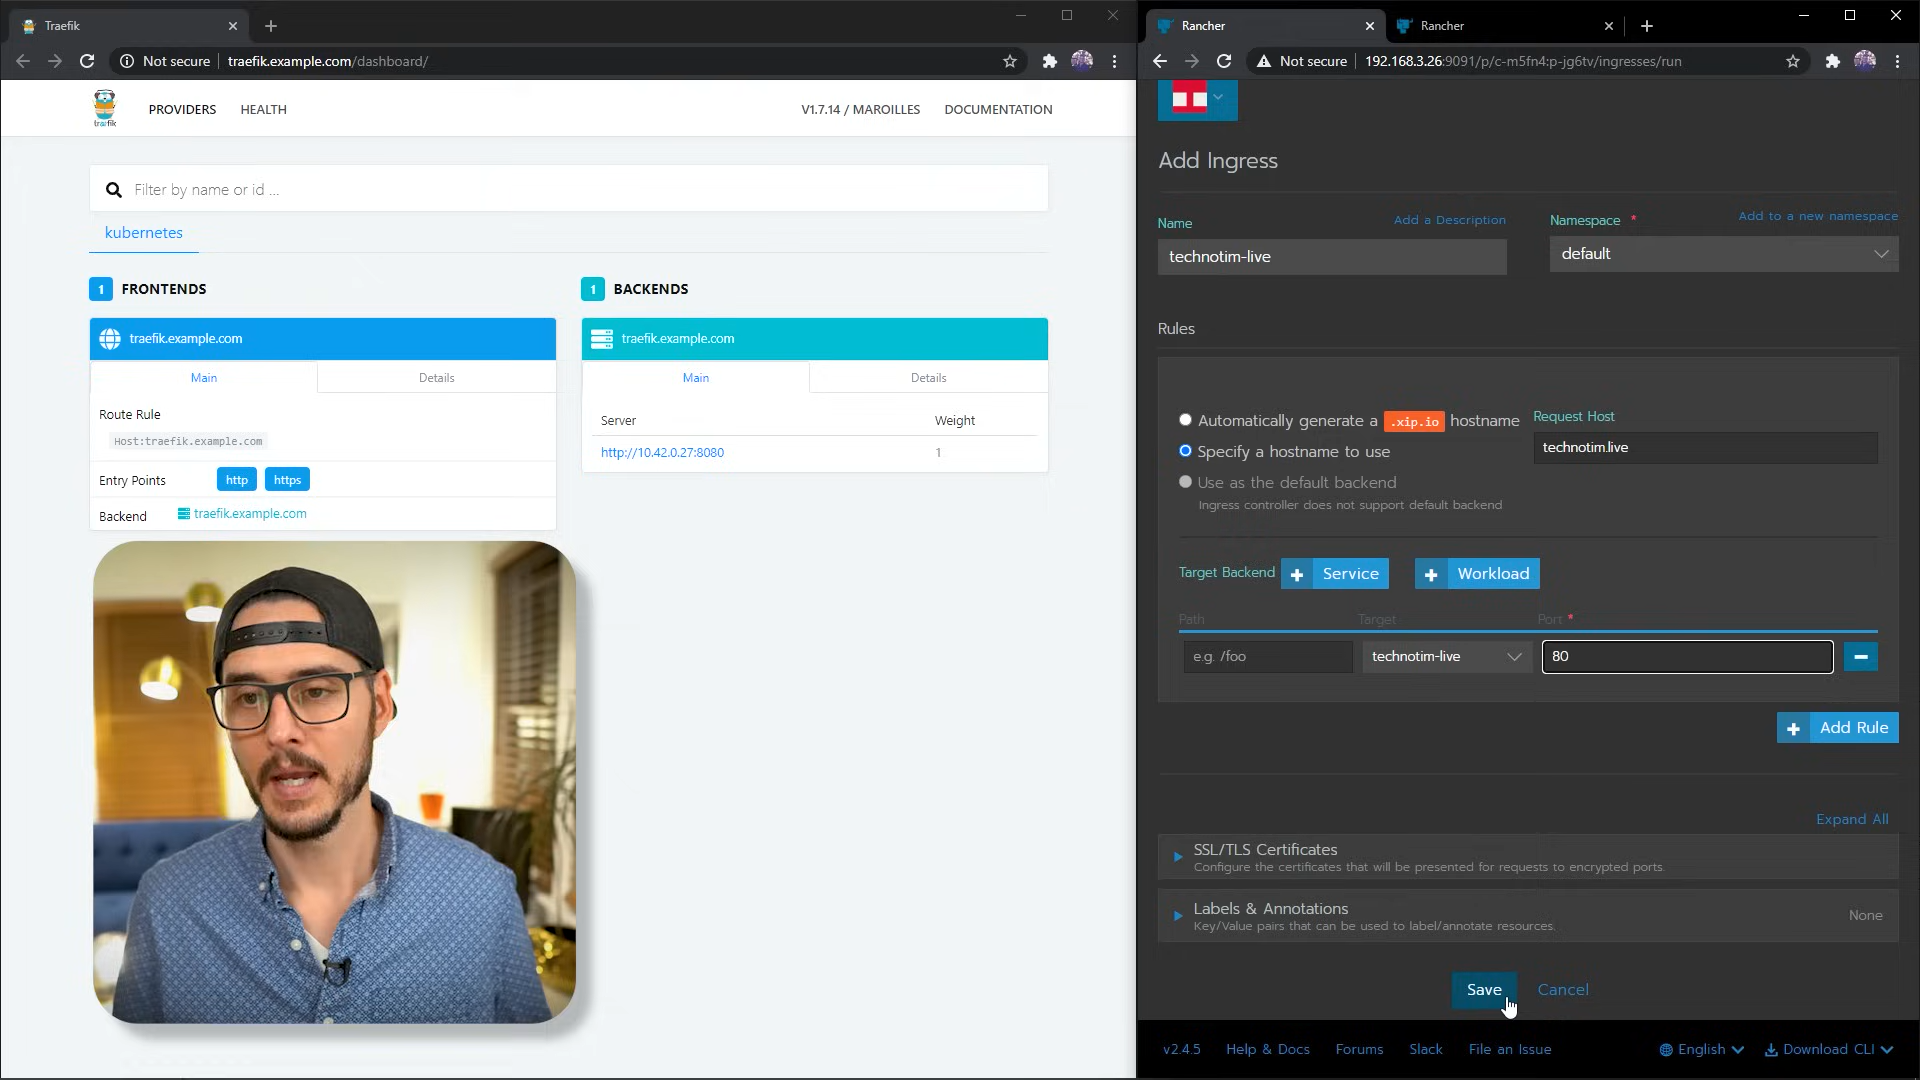 Traefik
Not secure
traefik.example.com/dashboard/
træfik
PROVIDERS
HEALTH
V1.7.14 / MAROILLES
DOCUMENTATION
Filter by name or id ...
kubernetes
1 FRONTENDS
traefik.example.com
Main
Details
Route Rule
Host:traefik.example.com
Entry Points
http
https
Backend
traefik.example.com
1 BACKENDS
traefik.example.com
Main
Details
Server
Weight
http://10.42.0.27:8080
1
Rancher
Rancher
Not secure
192.168.3.26:9091/p/c-m5fn4:p-jg6tv/ingresses/run
Add Ingress
Name
Add a Description
technotim-live
Namespace *
Add to a new namespace
default
Rules
Automatically generate a .xip.io hostname
Specify a hostname to use
Use as the default backend
Ingress controller does not support default backend
Request Host
technotim.live
Target Backend
Service
Workload
Path
Target
Port *
e.g. /foo
technotim-live
80
Add Rule
Expand All
SSL/TLS Certificates
Configure the certificates that will be presented for requests to encrypted ports.
Labels & Annotations
Key/Value pairs that can be used to label/annotate resources.
None
Save
Cancel
v2.4.5
Help & Docs
Forums
Slack
File an Issue
English
Download CLI